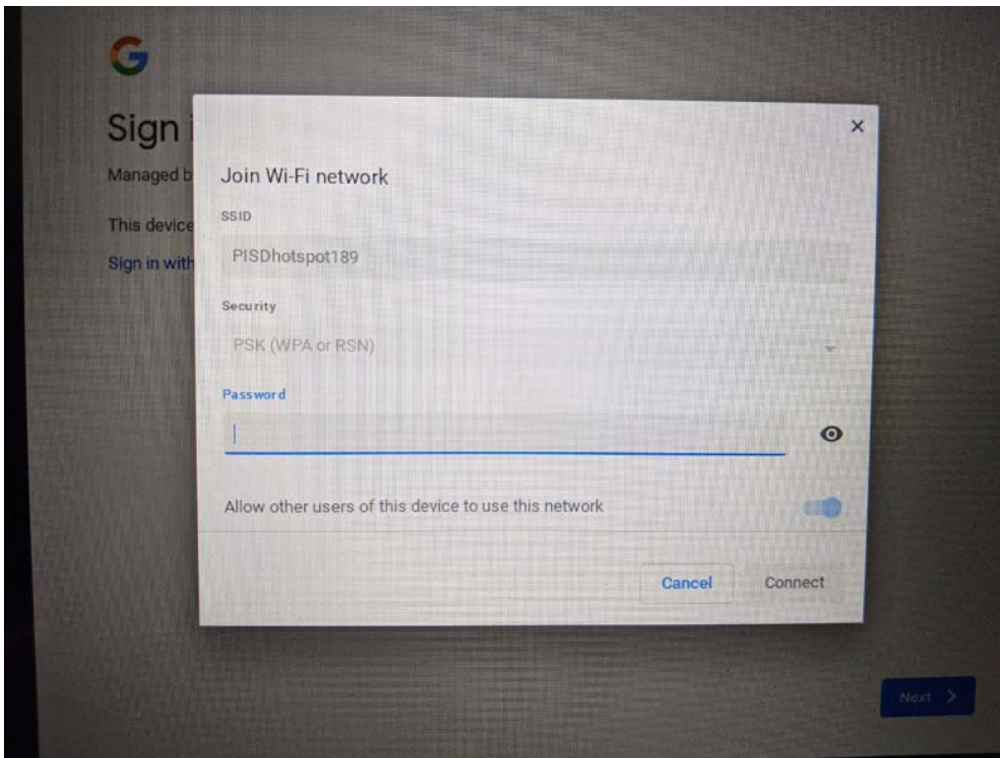 Sign
Managed b
This device
Sign in with
Join Wi-Fi network
SSID
PISDhotspot189
Security
PSK (WPA or RSN)
Password
Allow other users of this device to use this network
Cancel
Connect
Next